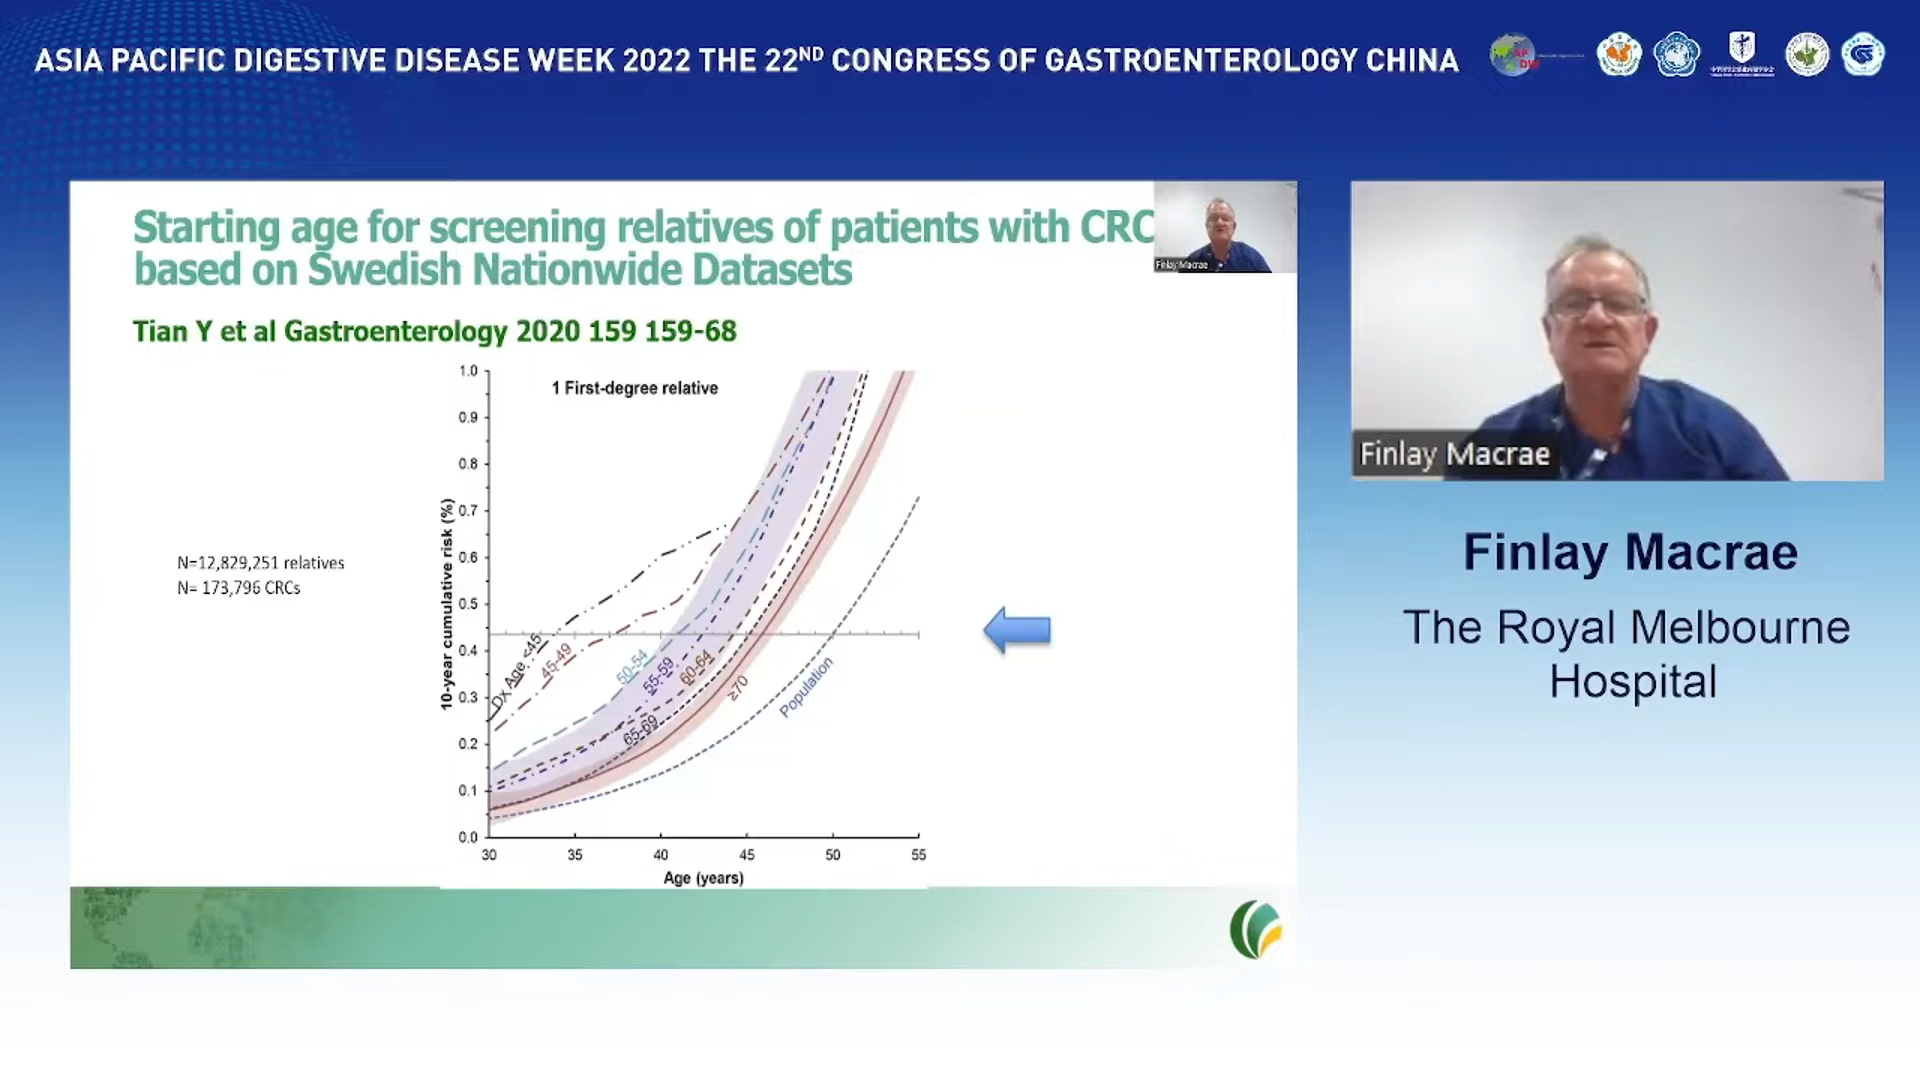 ASIA PACIFIC DIGESTIVE DISEASE WEEK 2022 THE 22ND CONGRESS OF GASTROENTEROLOGY CHINA
Starting age for screening relatives of patients with CRC
based on Swedish Nationwide Datasets
Finlay Macrae
Tian Y et al Gastroenterology 2020 159 159-68
N=12,829,251 relatives
N= 173,796 CRCs
1 First-degree relative
10-year cumulative risk (%)
1.0
0.9
0.8
0.7
0.6
0.5
0.4
0.3
0.2
0.1
0.0
Dx Age <45
45-49
50-54
55-59
60-64
65-69
≥70
Population
30 35 40 45 50 55
Age (years)
Finlay Macrae
Finlay Macrae
The Royal Melbourne
Hospital